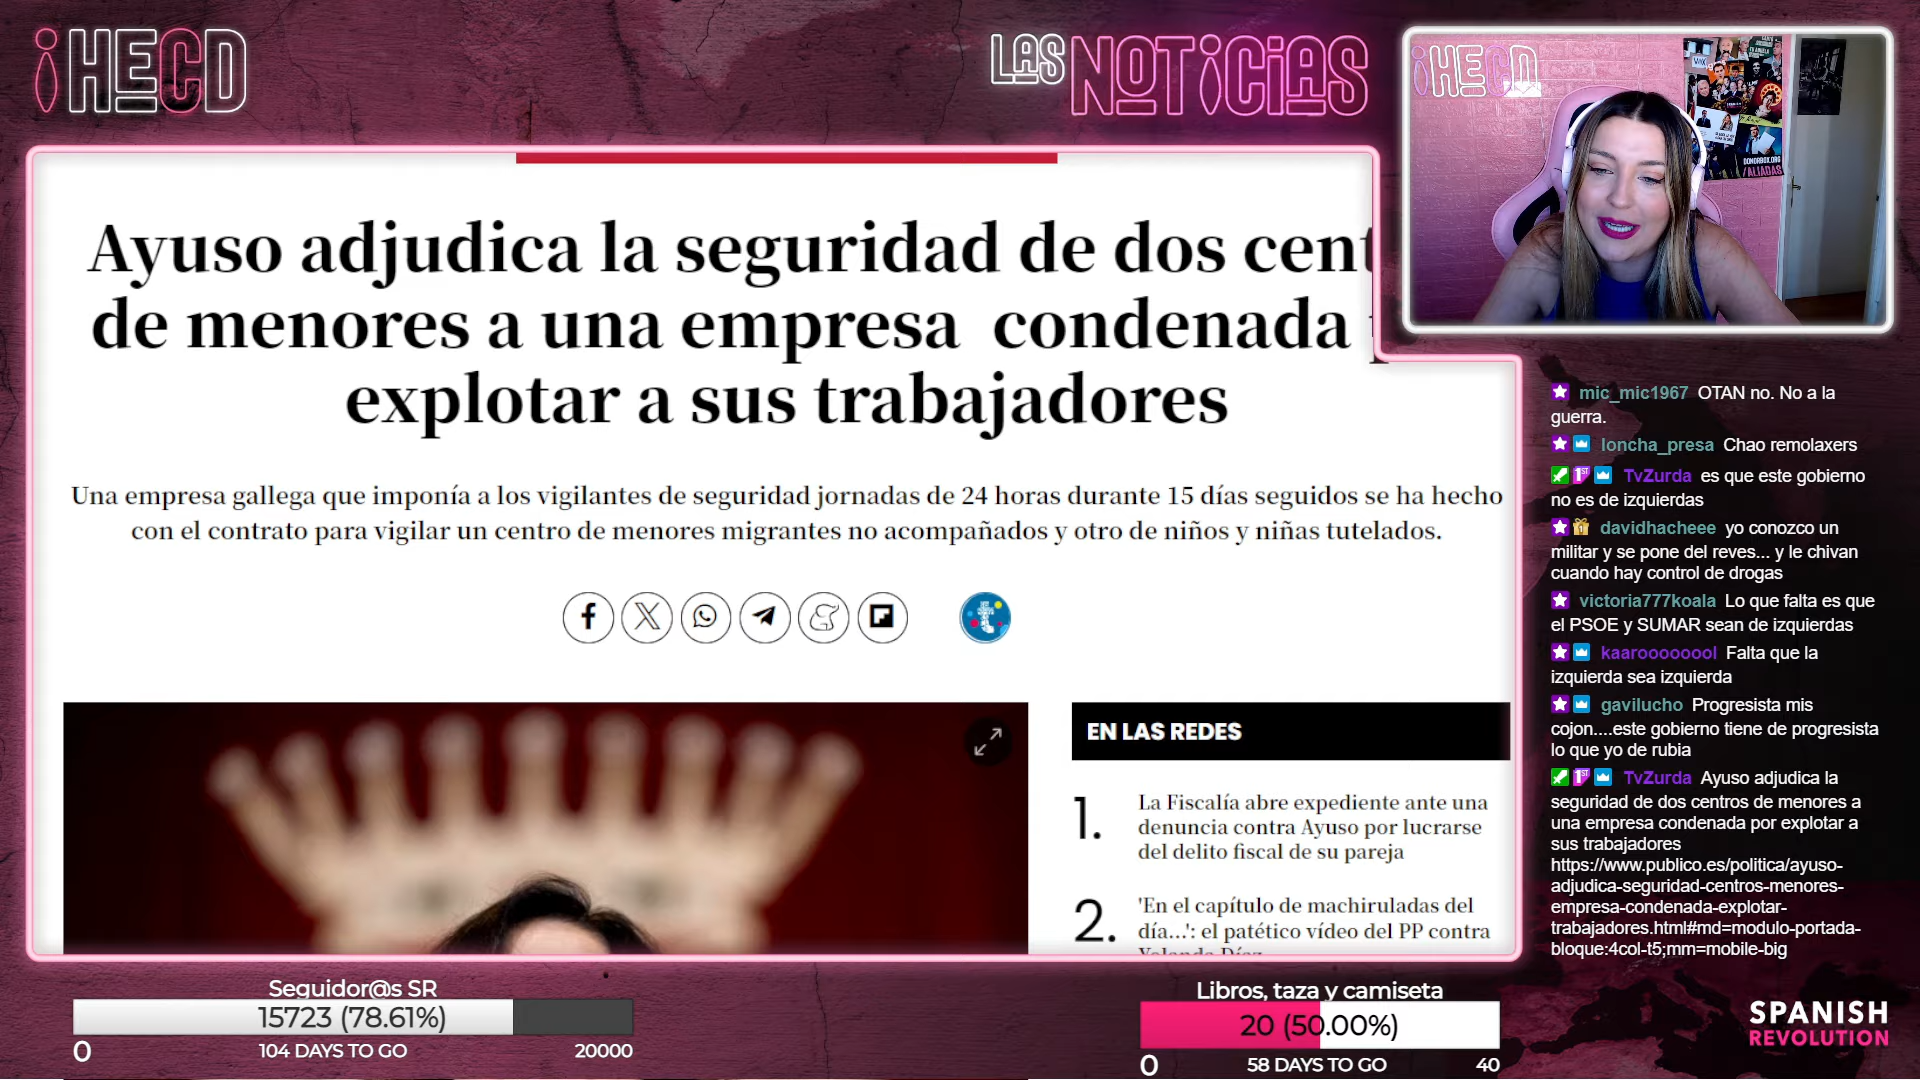 ¡HECD
LAS NOTICIAS
¡HECD
DONORBOX.ORG
/ALIADAS
Ayuso adjudica la seguridad de dos cent
de menores a una empresa condenada
explotar a sus trabajadores
Una empresa gallega que imponía a los vigilantes de seguridad jornadas de 24 horas durante 15 días seguidos se ha hecho
con el contrato para vigilar un centro de menores migrantes no acompañados y otro de niños y niñas tutelados.
EN LAS REDES
1. La Fiscalía abre expediente ante una
denuncia contra Ayuso por lucrarse
del delito fiscal de su pareja
2. 'En el capítulo de machiruladas del
día...': el patético vídeo del PP contra
Yolanda Díaz
mic_mic1967 OTAN no. No a la
guerra.
loncha_presa Chao remolaxers
TvZurda es que este gobierno
no es de izquierdas
davidhacheee yo conozco un
militar y se pone del reves... y le chivan
cuando hay control de drogas
victoria777koala Lo que falta es que
el PSOE y SUMAR sean de izquierdas
kaaroooooool Falta que la
izquierda sea izquierda
gavilucho Progresista mis
cojon....este gobierno tiene de progresista
lo que yo de rubia
TvZurda Ayuso adjudica la
seguridad de dos centros de menores a
una empresa condenada por explotar a
sus trabajadores
https://www.publico.es/politica/ayuso-
adjudica-seguridad-centros-menores-
empresa-condenada-explotar-
trabajadores.html#md=modulo-portada-
bloque:4col-t5;mm=mobile-big
Seguidor@s SR
15723 (78.61%)
0 104 DAYS TO GO 20000
Libros, taza y camiseta
20 (50.00%)
0 58 DAYS TO GO 40
SPANISH
REVOLUTION